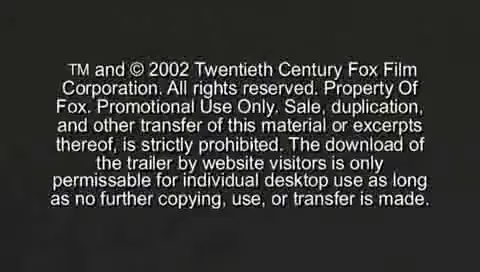 TM and © 2002 Twentieth Century Fox Film
Corporation. All rights reserved. Property Of
Fox. Promotional Use Only. Sale, duplication,
and other transfer of this material or excerpts
thereof, is strictly prohibited. The download of
the trailer by website visitors is only
permissable for individual desktop use as long
as no further copying, use, or transfer is made.